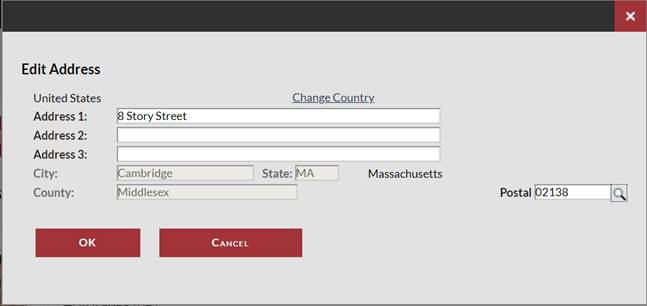 ×
Edit Address
United States Change Country
Address 1: 8 Story Street
Address 2:
Address 3:
City: Cambridge State: MA Massachusetts
County: Middlesex Postal 02138
OK CANCEL